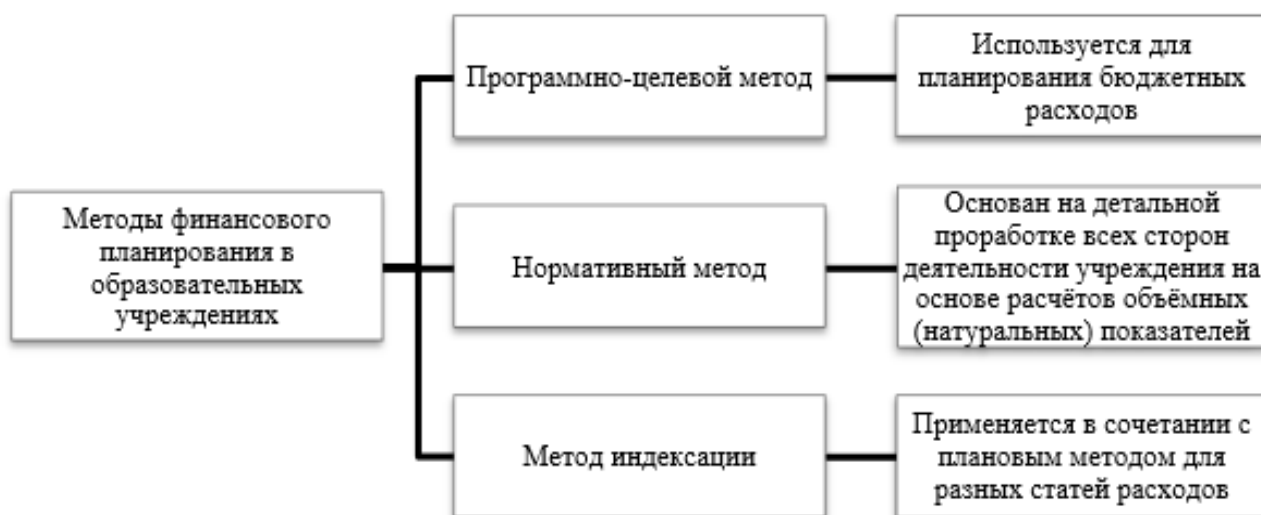 Методы финансового
планирования в
образовательных
учреждениях
Программно-целевой метод
Используется для
планирования бюджетных
расходов
Нормативный метод
Основан на детальной
проработке всех сторон
деятельности учреждения на
основе расчётов объёмных
(натуральных) показателей
Метод индексации
Применяется в сочетании с
плановым методом для
разных статей расходов